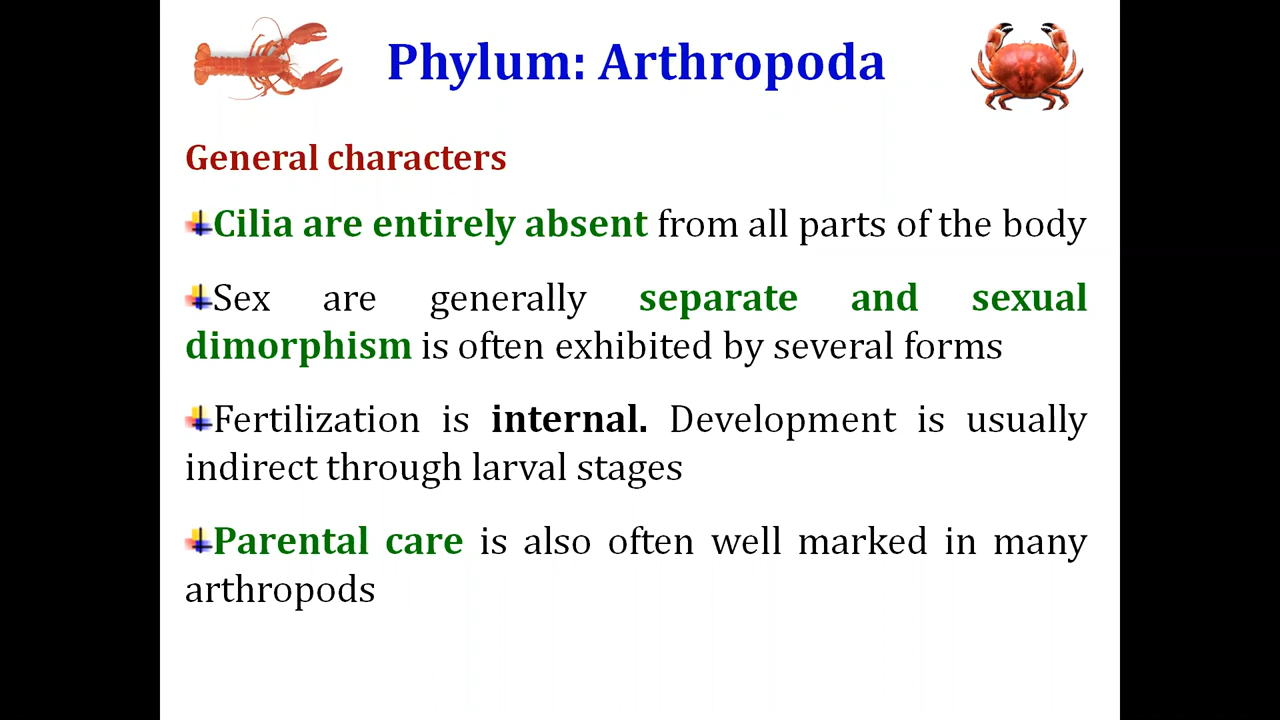 Phylum: Arthropoda
General characters
Cilia are entirely absent from all parts of the body
Sex are generally separate and sexual
dimorphism is often exhibited by several forms
Fertilization is internal. Development is usually
indirect through larval stages
Parental care is also often well marked in many
arthropods